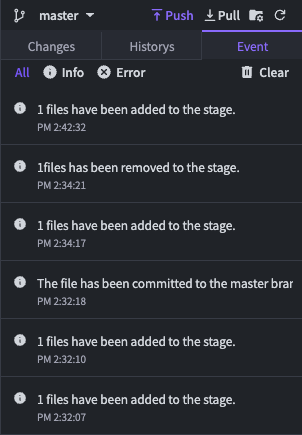 master Push Pull
Changes Historys Event
All Info Error Clear
1 files have been added to the stage.
PM 2:42:32
1files has been removed to the stage.
PM 2:34:21
1 files have been added to the stage.
PM 2:34:17
The file has been committed to the master bran
PM 2:32:18
1 files have been added to the stage.
PM 2:32:10
1 files have been added to the stage.
PM 2:32:07